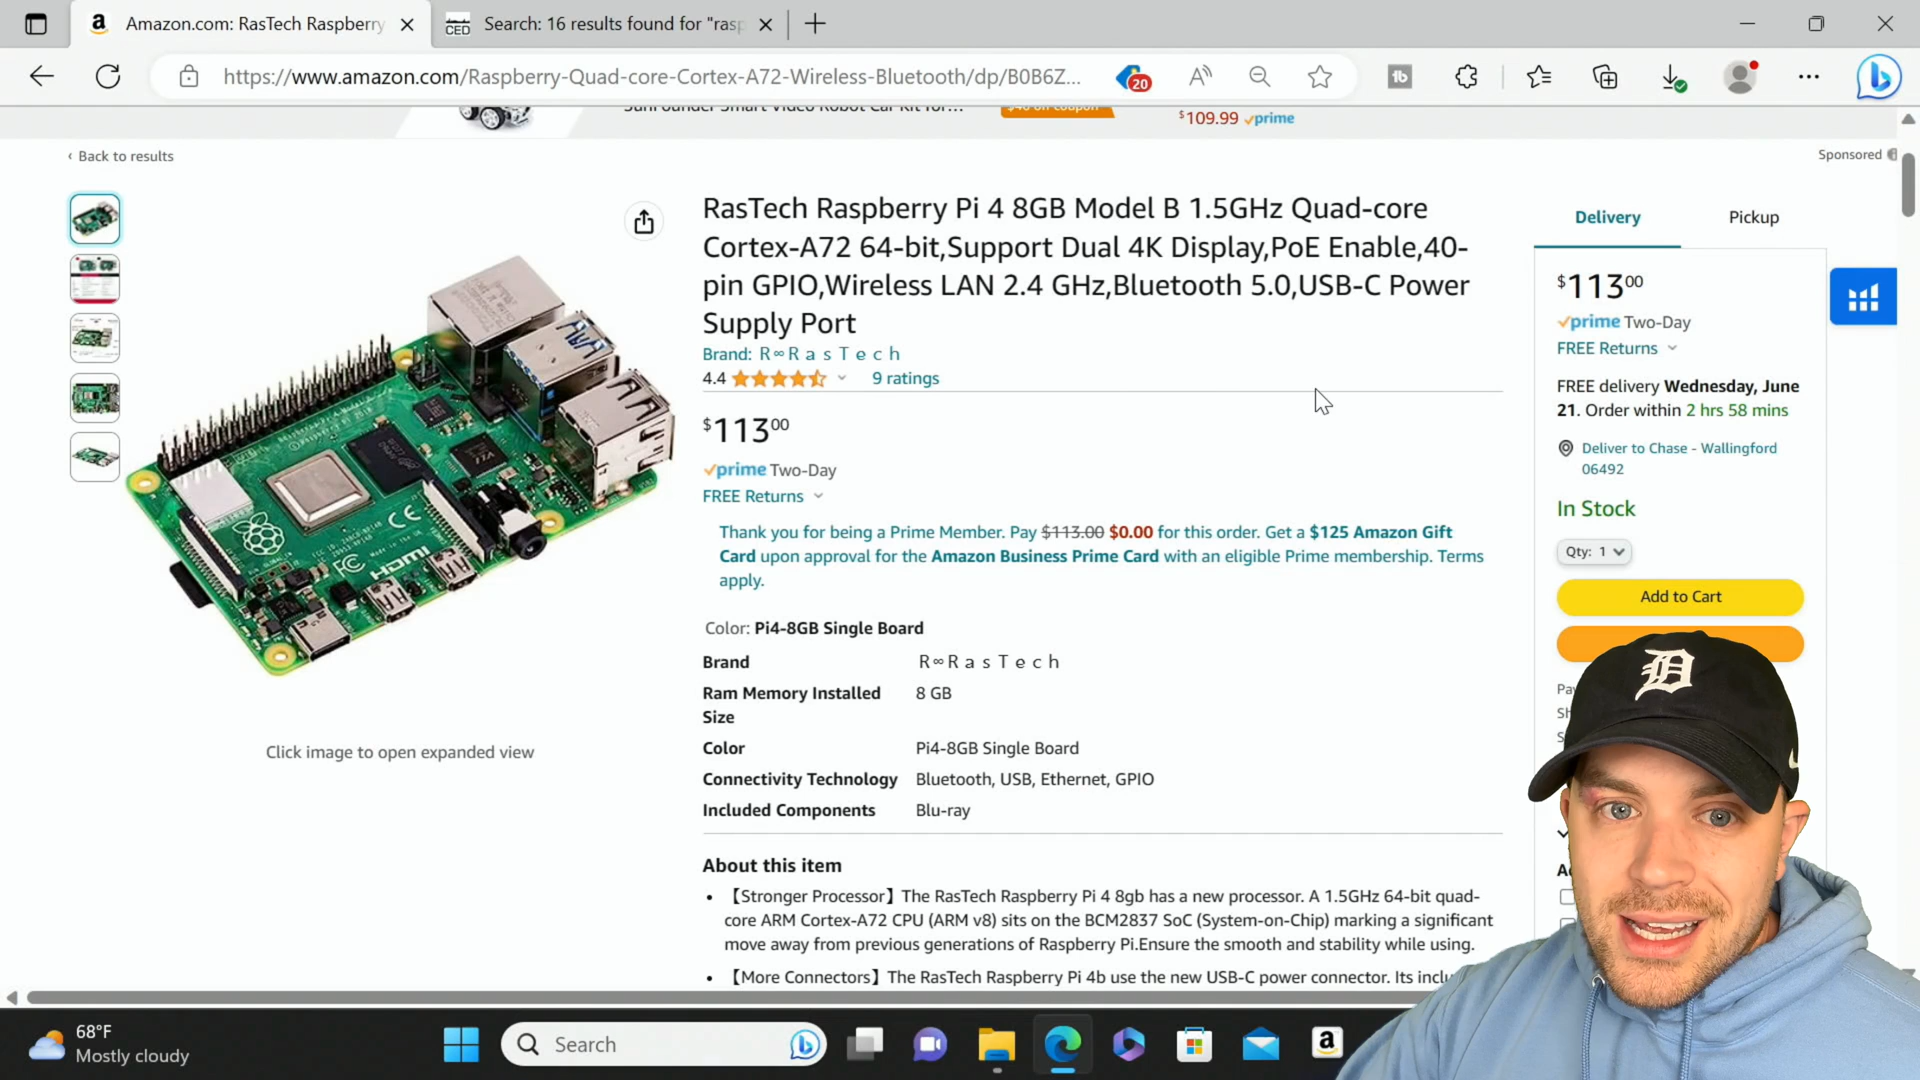 Amazon.com: RasTech Raspberry
CED
Search: 16 results found for "rasp
https://www.amazon.com/Raspberry-Quad-core-Cortex-A72-Wireless-Bluetooth/dp/B0B6Z...
20
SunFounder Smart Video Robot Car Kit for...
$109.99 prime
‹ Back to results
Sponsored
RasTech Raspberry Pi 4 8GB Model B 1.5GHz Quad-core
Cortex-A72 64-bit,Support Dual 4K Display,PoE Enable,40-
pin GPIO,Wireless LAN 2.4 GHz,Bluetooth 5.0,USB-C Power
Supply Port
Brand: R∞RasTech
4.4
9 ratings
$113.00
prime Two-Day
FREE Returns
Thank you for being a Prime Member. Pay $113.00 $0.00 for this order. Get a $125 Amazon Gift
Card upon approval for the Amazon Business Prime Card with an eligible Prime membership. Terms
apply.
Color: Pi4-8GB Single Board
Brand R∞RasTech
Ram Memory Installed Size 8 GB
Color Pi4-8GB Single Board
Connectivity Technology Bluetooth, USB, Ethernet, GPIO
Included Components Blu-ray
About this item
• 【Stronger Processor】The RasTech Raspberry Pi 4 8gb has a new processor. A 1.5GHz 64-bit quad-
core ARM Cortex-A72 CPU (ARM v8) sits on the BCM2837 SoC (System-on-Chip) marking a significant
move away from previous generations of Raspberry Pi.Ensure the smooth and stability while using.
• 【More Connectors】The RasTech Raspberry Pi 4b use the new USB-C power connector. Its inclu
Click image to open expanded view
HDMI
FC
CE
Delivery
Pickup
$113.00
prime Two-Day
FREE Returns
FREE delivery Wednesday, June
21. Order within 2 hrs 58 mins
Deliver to Chase - Wallingford
06492
In Stock
Qty: 1
Add to Cart
D
68°F
Mostly cloudy
Search